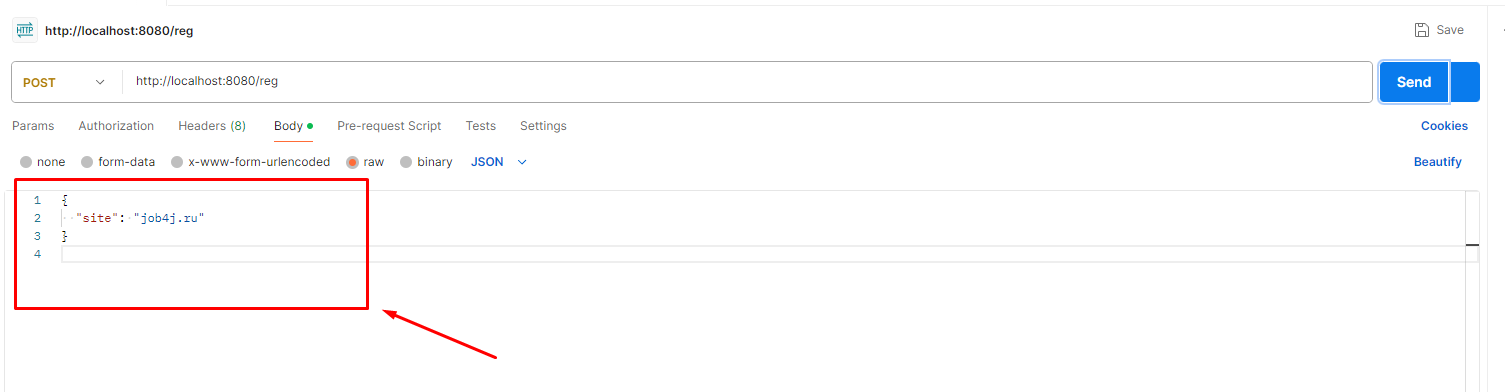 HTTP http://localhost:8080/reg Save
POST http://localhost:8080/reg Send
Params Authorization Headers (8) Body Pre-request Script Tests Settings Cookies
none form-data x-www-form-urlencoded raw binary JSON Beautify
1 {
2 "site": "job4j.ru"
3 }
4